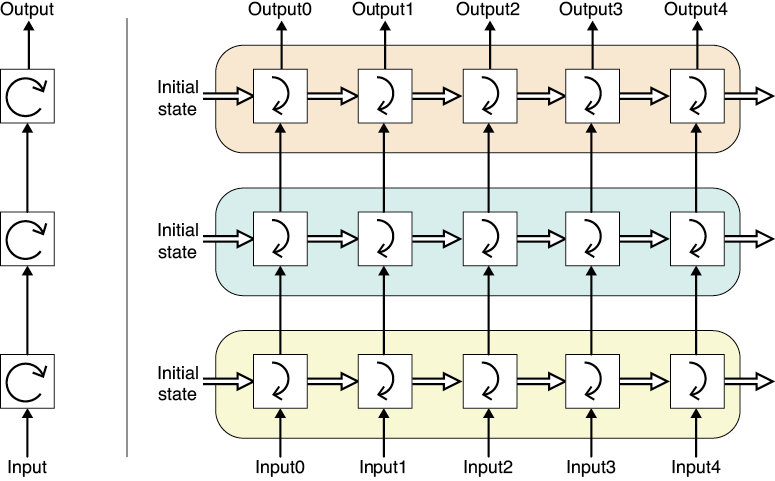 Output
Output0 Output1 Output2 Output3 Output4
Initial
state
Initial
state
Initial
state
Input
Input0 Input1 Input2 Input3 Input4